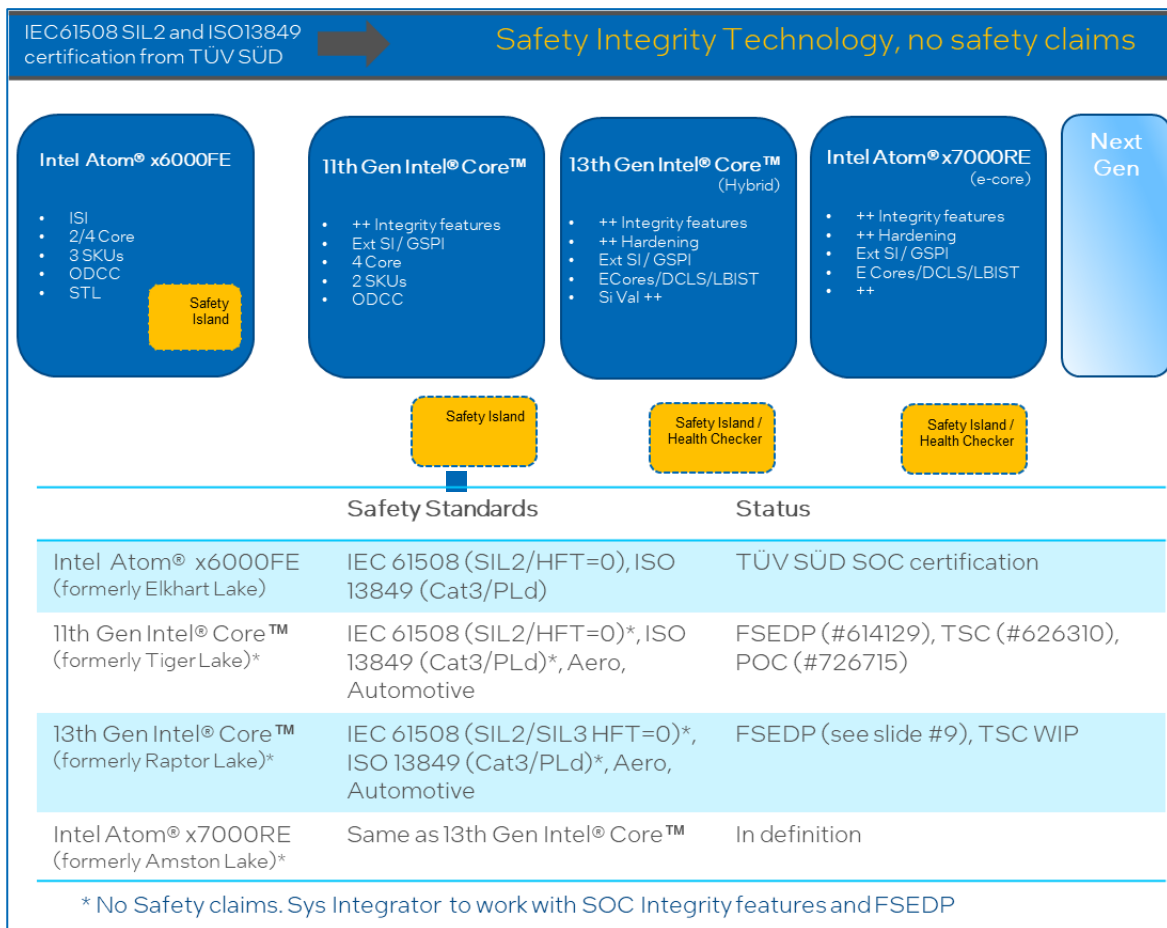 IEC61508 SIL2 and ISO13849
certification from TÜV SÜD
Safety Integrity Technology, no safety claims
Intel Atom® x6000FE
• ISI
• 2/4 Core
• 3 SKUs
• ODCC
• STL
Safety
Island
11th Gen Intel® Core™
• ++ Integrity features
• Ext SI / GSPI
• 4 Core
• 2 SKUs
• ODCC
13th Gen Intel® Core™
(Hybrid)
• ++ Integrity features
• ++ Hardening
• Ext SI / GSPI
• ECores/DCLS/LBIST
• Si Val ++
Intel Atom® x7000RE
(e-core)
• ++ Integrity features
• ++ Hardening
• Ext SI / GSPI
• E Cores/DCLS/LBIST
• ++
Next
Gen
Safety Island
Safety Island /
Health Checker
Safety Island /
Health Checker
Safety Standards
Status
Intel Atom® x6000FE
(formerly Elkhart Lake)
IEC 61508 (SIL2/HFT=0), ISO
13849 (Cat3/PLd)
TÜV SÜD SOC certification
11th Gen Intel® Core™
(formerly Tiger Lake)*
IEC 61508 (SIL2/HFT=0)*, ISO
13849 (Cat3/PLd)*, Aero,
Automotive
FSEDP (#614129), TSC (#626310),
POC (#726715)
13th Gen Intel® Core™
(formerly Raptor Lake)*
IEC 61508 (SIL2/SIL3 HFT=0)*,
ISO 13849 (Cat3/PLd)*, Aero,
Automotive
FSEDP (see slide #9), TSC WIP
Intel Atom® x7000RE
(formerly Amston Lake)*
Same as 13th Gen Intel® Core™
In definition
* No Safety claims. Sys Integrator to work with SOC Integrity features and FSEDP